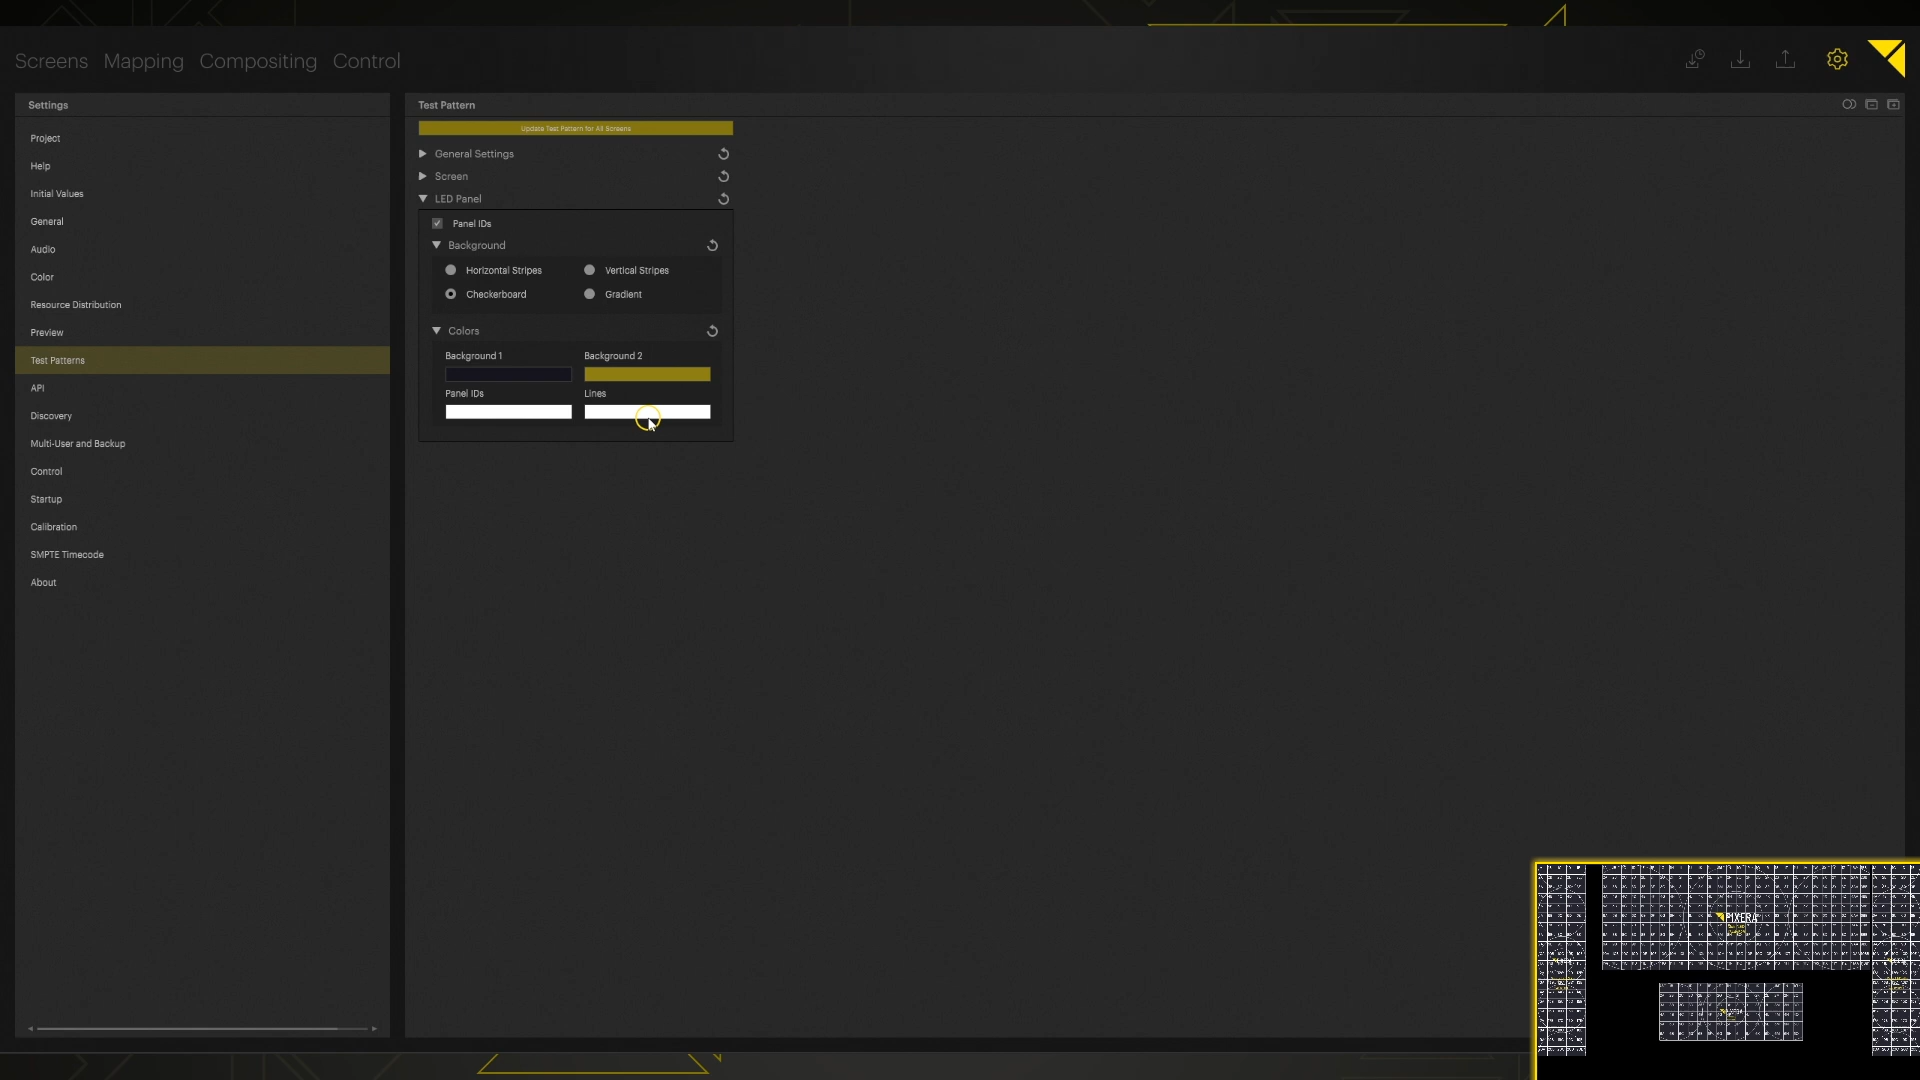 Screens Mapping Compositing Control
Settings
Project
Help
Initial Values
General
Audio
Color
Resource Distribution
Preview
Test Patterns
API
Discovery
Multi-User and Backup
Control
Startup
Calibration
SMPTE Timecode
About
Test Pattern
Update Test Pattern for All Screens
General Settings
Screen
LED Panel
Panel IDs
Background
Horizontal Stripes Vertical Stripes
Checkerboard Gradient
Colors
Background 1 Background 2
Panel IDs Lines
PIXERA